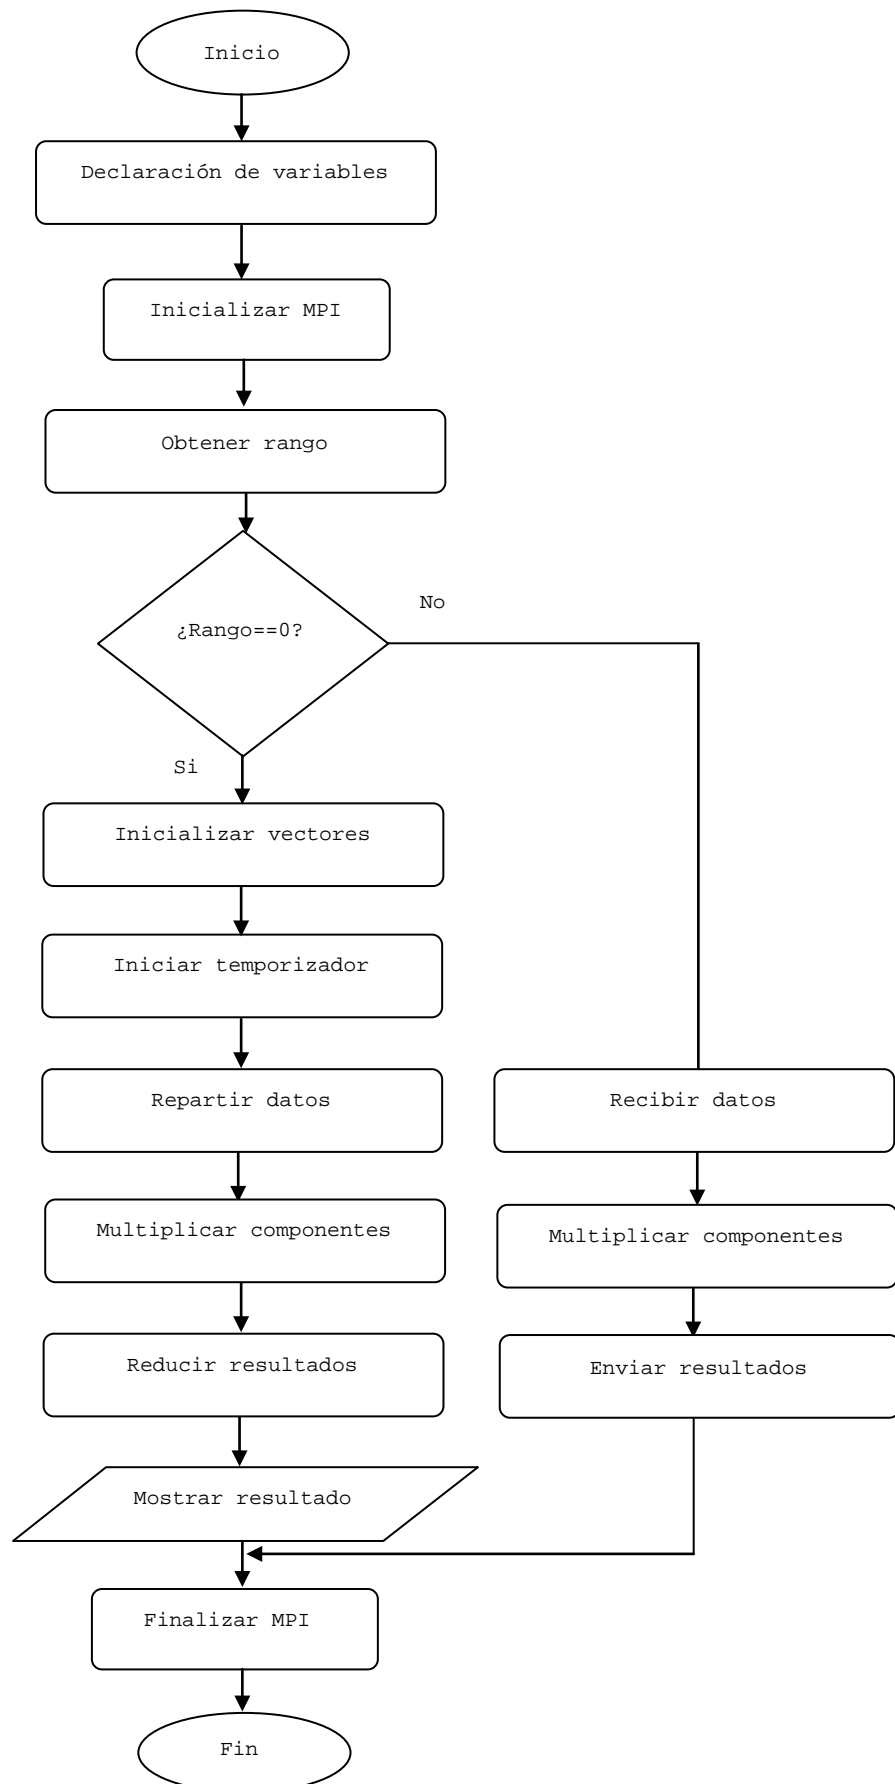 Inicio
Declaración de variables
Inicializar MPI
Obtener rango
¿Rango==0?
No
Si
Inicializar vectores
Iniciar temporizador
Repartir datos
Recibir datos
Multiplicar componentes
Multiplicar componentes
Reducir resultados
Enviar resultados
Mostrar resultado
Finalizar MPI
Fin